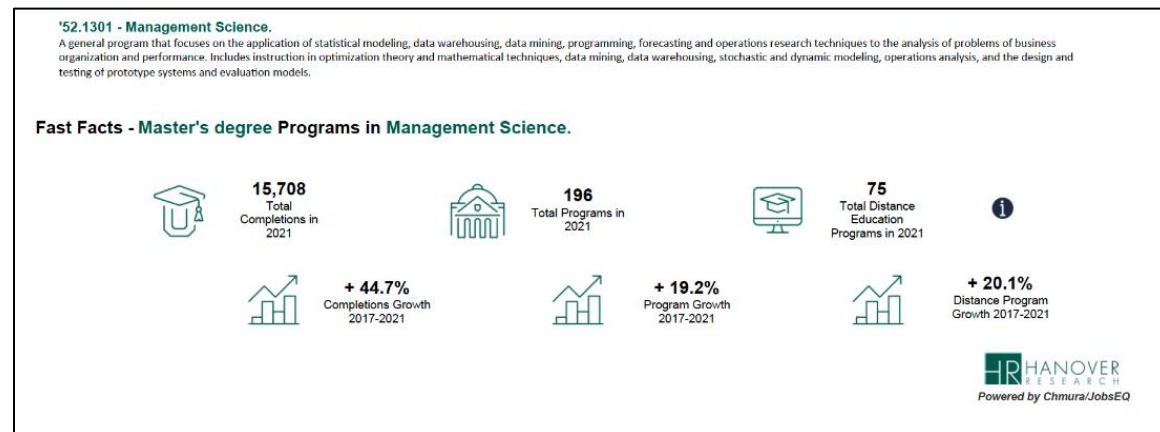 '52.1301 - Management Science.
A general program that focuses on the application of statistical modeling, data warehousing, data mining, programming, forecasting and operations research techniques to the analysis of problems of business
organization and performance. Includes instruction in optimization theory and mathematical techniques, data mining, data warehousing, stochastic and dynamic modeling, operations analysis, and the design and
testing of prototype systems and evaluation models.
Fast Facts - Master's degree Programs in Management Science.
15,708
Total
Completions in
2021
196
Total Programs in
2021
75
Total Distance
Education
Programs in 2021
i
+ 44.7%
Completions Growth
2017-2021
+ 19.2%
Program Growth
2017-2021
+ 20.1%
Distance Program
Growth 2017-2021
HR HANOVER
RESEARCH
Powered by Chmura/JobsEQ